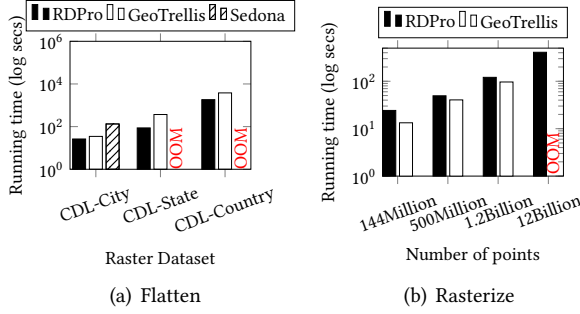 RDPro GeoTrellis Sedona
Running time (log secs)
10^6
10^4
10^2
10^0
OOM
OOM
CDL-City
CDL-State
CDL-Country
Raster Dataset
(a) Flatten
RDPro GeoTrellis
Running time (log secs)
10^2
10^1
10^0
OOM
144Million
500Million
1.2Billion
12Billion
Number of points
(b) Rasterize